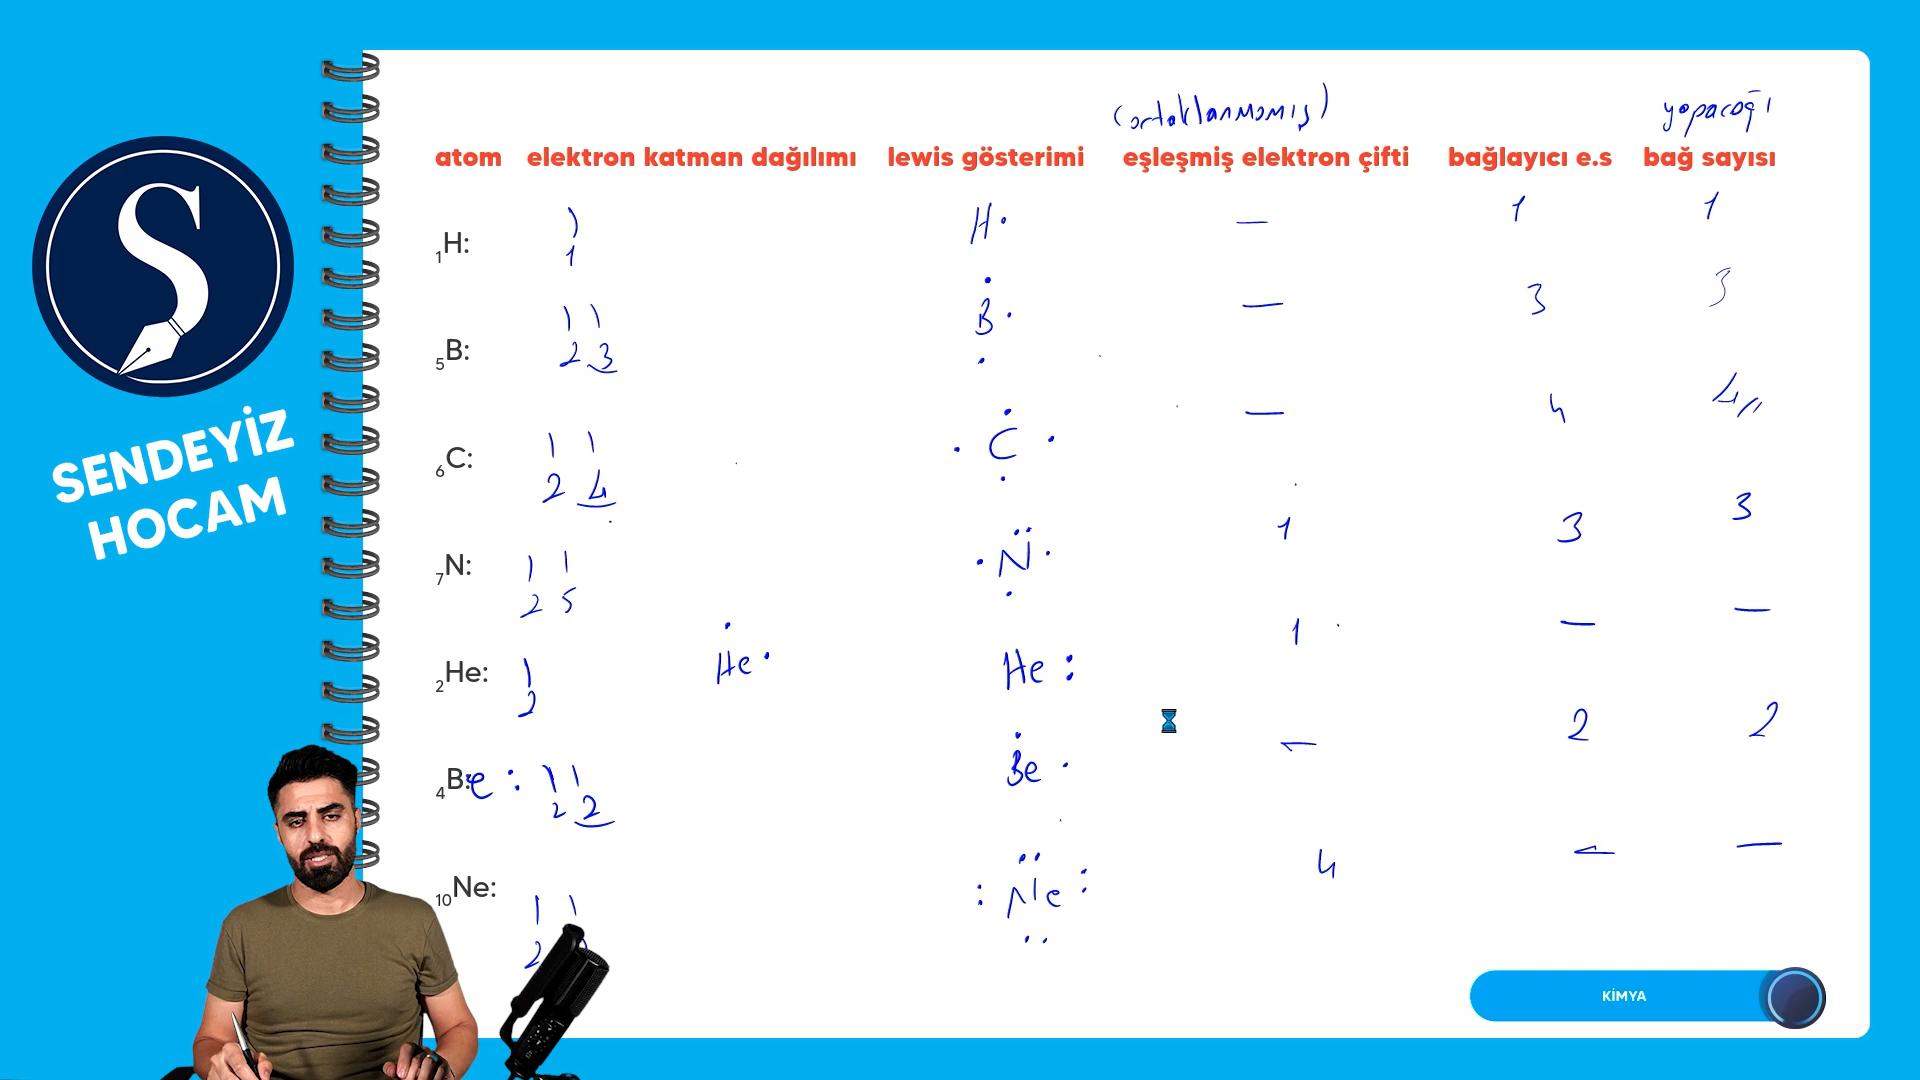 S
SENDEYİZ
HOCAM
(ortaklanmamış) yapacağı
atom elektron katman dağılımı lewis gösterimi eşleşmiş elektron çifti bağlayıcı e.s bağ sayısı
1H: ) H· — 1 1
1
5B: ) ) B — 3 3
2 3
6C: ) ) C — 4 4//
2 4
7N: ) ) N 1 3 3
2 5
2He: ) He He : 1 — —
2
4B:e : ) ) Be — 2 2
2 2
10Ne: ) ) Ne 4 — —
2
KİMYA